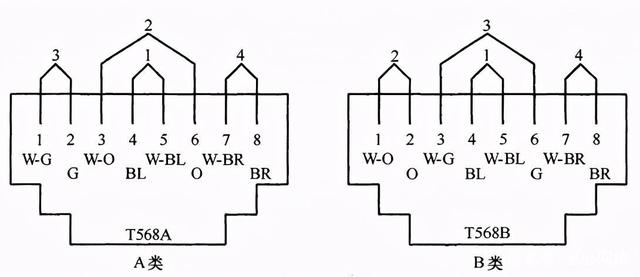 2
3 1 4
1 2 3 4 5 6 7 8
W-G W-O W-BL W-BR
G BL O BR
T568A
A类
3
2 1 4
1 2 3 4 5 6 7 8
W-O W-G W-BL W-BR
O BL G BR
T568B
B类